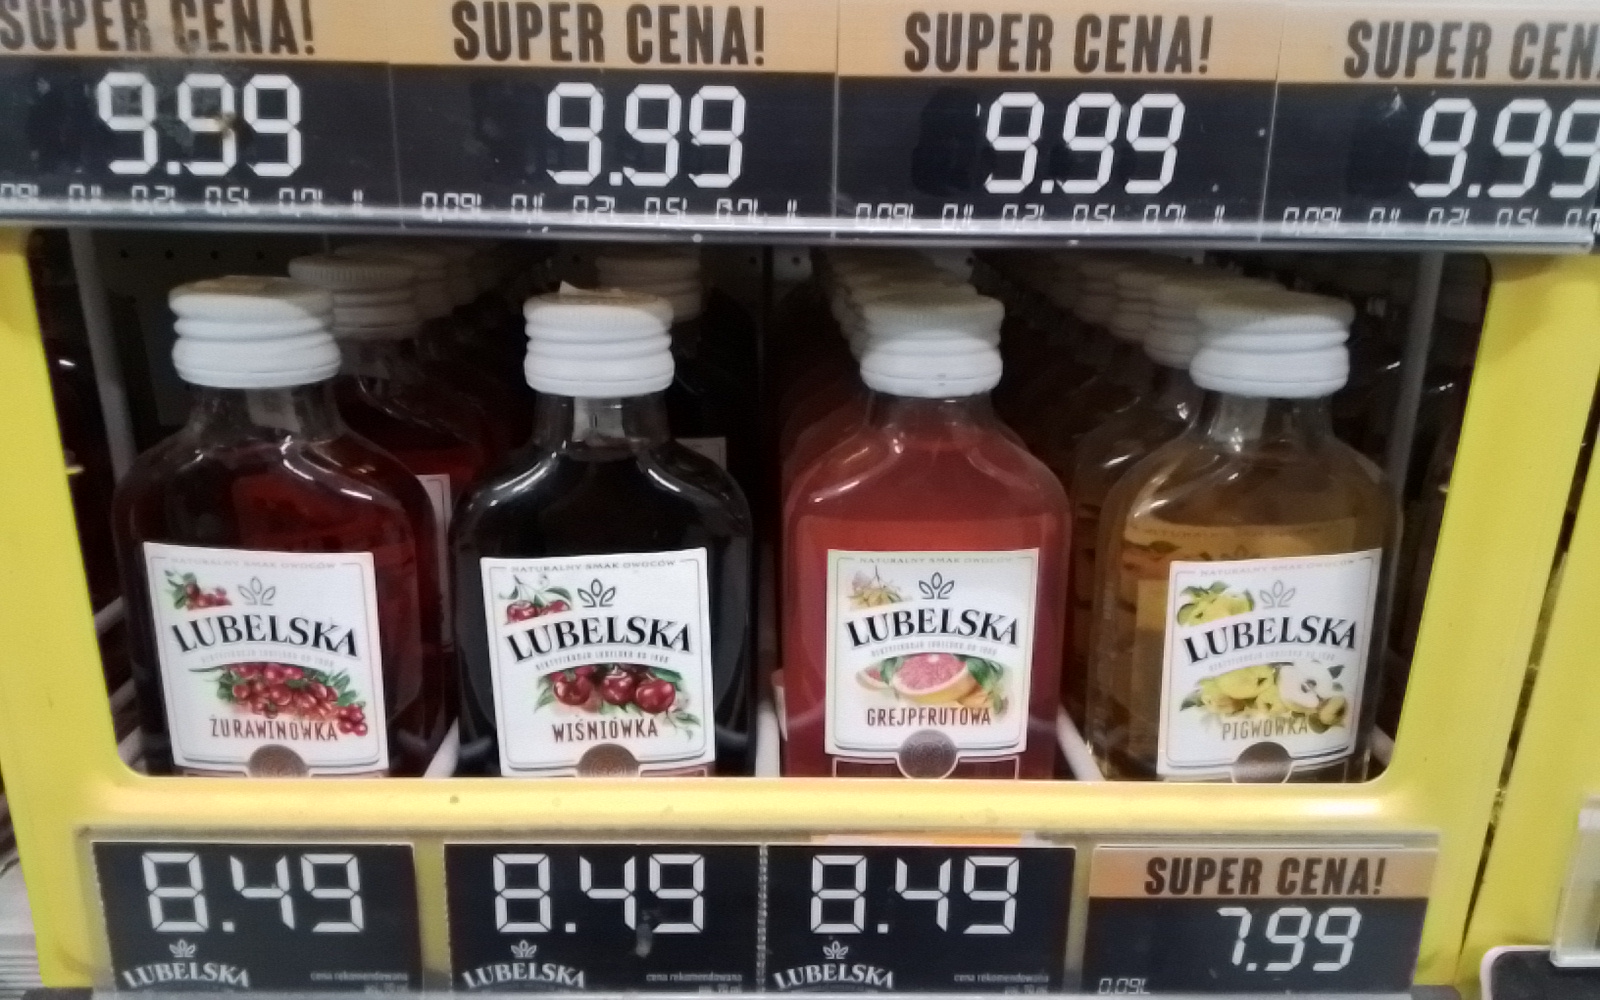 SUPER CENA!
9.99
0,1L 0,2L 0,5L 0,7L 1L
SUPER CENA!
9.99
0,09L 0,1L 0,2L 0,5L 0,7L 1L
SUPER CENA!
9.99
0,09L 0,1L 0,2L 0,5L 0,7L 1L
SUPER CEN
9.99
0,09L 0,1L 0,2L 0,5L
NATURALNY SMAK OWOCÓW
LUBELSKA
ŻURAWINÓWKA
NATURALNY SMAK OWOCÓW
LUBELSKA
WIŚNIÓWKA
NATURALNY SMAK OWOCÓW
LUBELSKA
GREJPFRUTOWA
NATURALNY SMAK OWOCÓW
LUBELSKA
PIGWÓWKA
8.49
LUBELSKA
cena rekomendowana
8.49
LUBELSKA
cena rekomendowana
8.49
LUBELSKA
cena rekomendowana
SUPER CENA!
7.99
0,09L